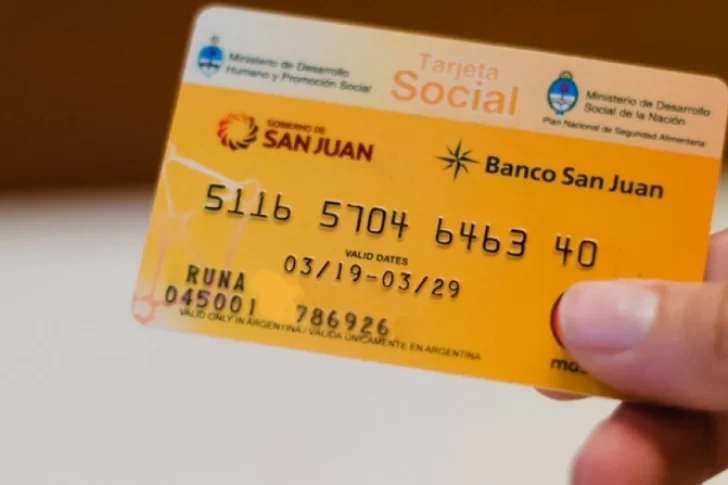 Ministerio de Desarrollo
Humano y Promoción Social
Tarjeta
Social
Ministerio de Desarrollo
Social de la Nación
Plan Nacional de Seguridad Alimentaria
GOBIERNO DE
SAN JUAN
Banco San Juan
5116 5704 6463 40
VALID DATES
03/19-03/29
RUNA
045001 786926
VALID ONLY IN ARGENTINA / VÁLIDA ÚNICAMENTE EN ARGENTINA